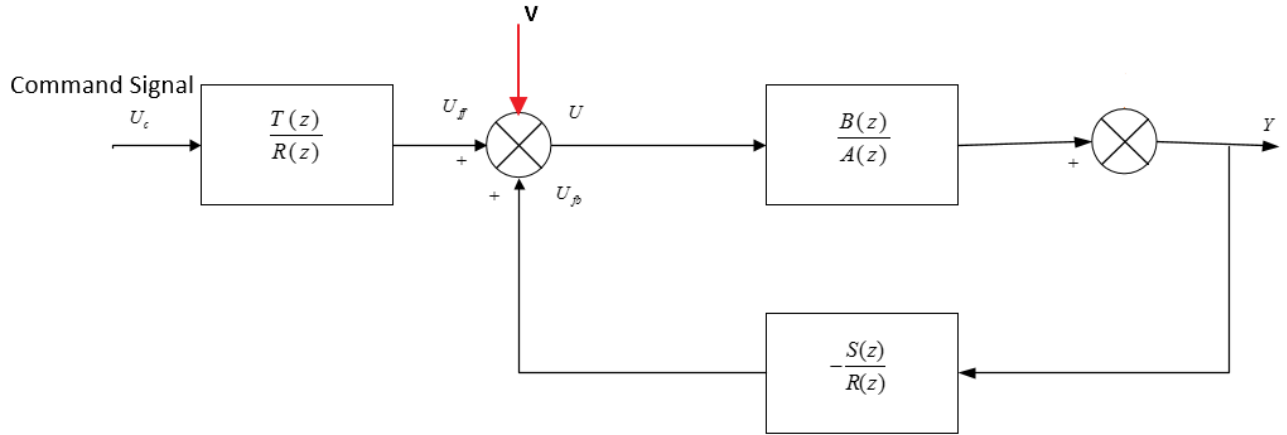 V
Command Signal
U_c
T(z)
R(z)
U_ff
+
U
B(z)
A(z)
+
Y
+
U_fb
-S(z)
R(z)